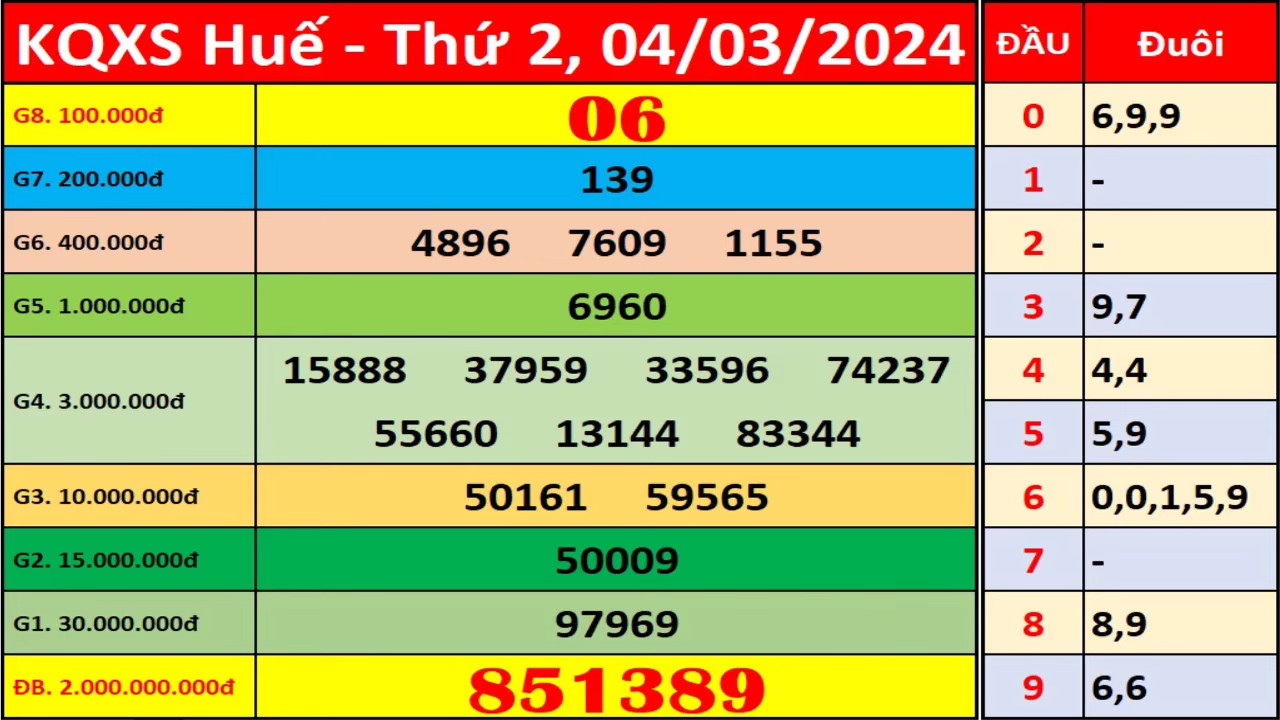 KQXS Huế - Thứ 2, 04/03/2024 ĐẦU Đuôi
G8. 100.000đ 06 0 6,9,9
G7. 200.000đ 139 1 -
G6. 400.000đ 4896 7609 1155 2 -
G5. 1.000.000đ 6960 3 9,7
15888 37959 33596 74237 4 4,4
G4. 3.000.000đ
55660 13144 83344 5 5,9
G3. 10.000.000đ 50161 59565 6 0,0,1,5,9
G2. 15.000.000đ 50009 7 -
G1. 30.000.000đ 97969 8 8,9
ĐB. 2.000.000.000đ 851389 9 6,6